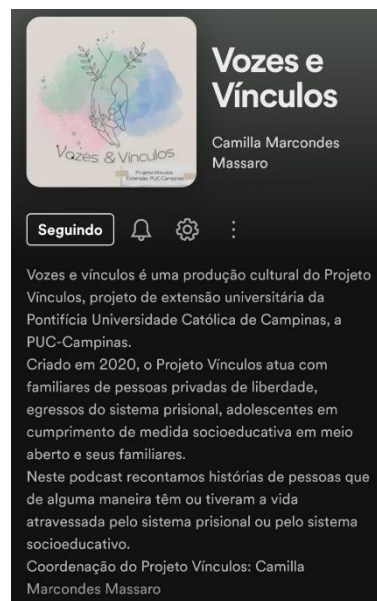 Vozes & Vínculos
Projeto Vínculos
Extensão PUC Campinas
Vozes e
Vínculos
Camilla Marcondes
Massaro
Seguindo
Vozes e vínculos é uma produção cultural do Projeto
Vínculos, projeto de extensão universitária da
Pontifícia Universidade Católica de Campinas, a
PUC-Campinas.
Criado em 2020, o Projeto Vínculos atua com
familiares de pessoas privadas de liberdade,
egressos do sistema prisional, adolescentes em
cumprimento de medida socioeducativa em meio
aberto e seus familiares.
Neste podcast recontamos histórias de pessoas que
de alguma maneira têm ou tiveram a vida
atravessada pelo sistema prisional ou pelo sistema
socioeducativo.
Coordenação do Projeto Vínculos: Camilla
Marcondes Massaro